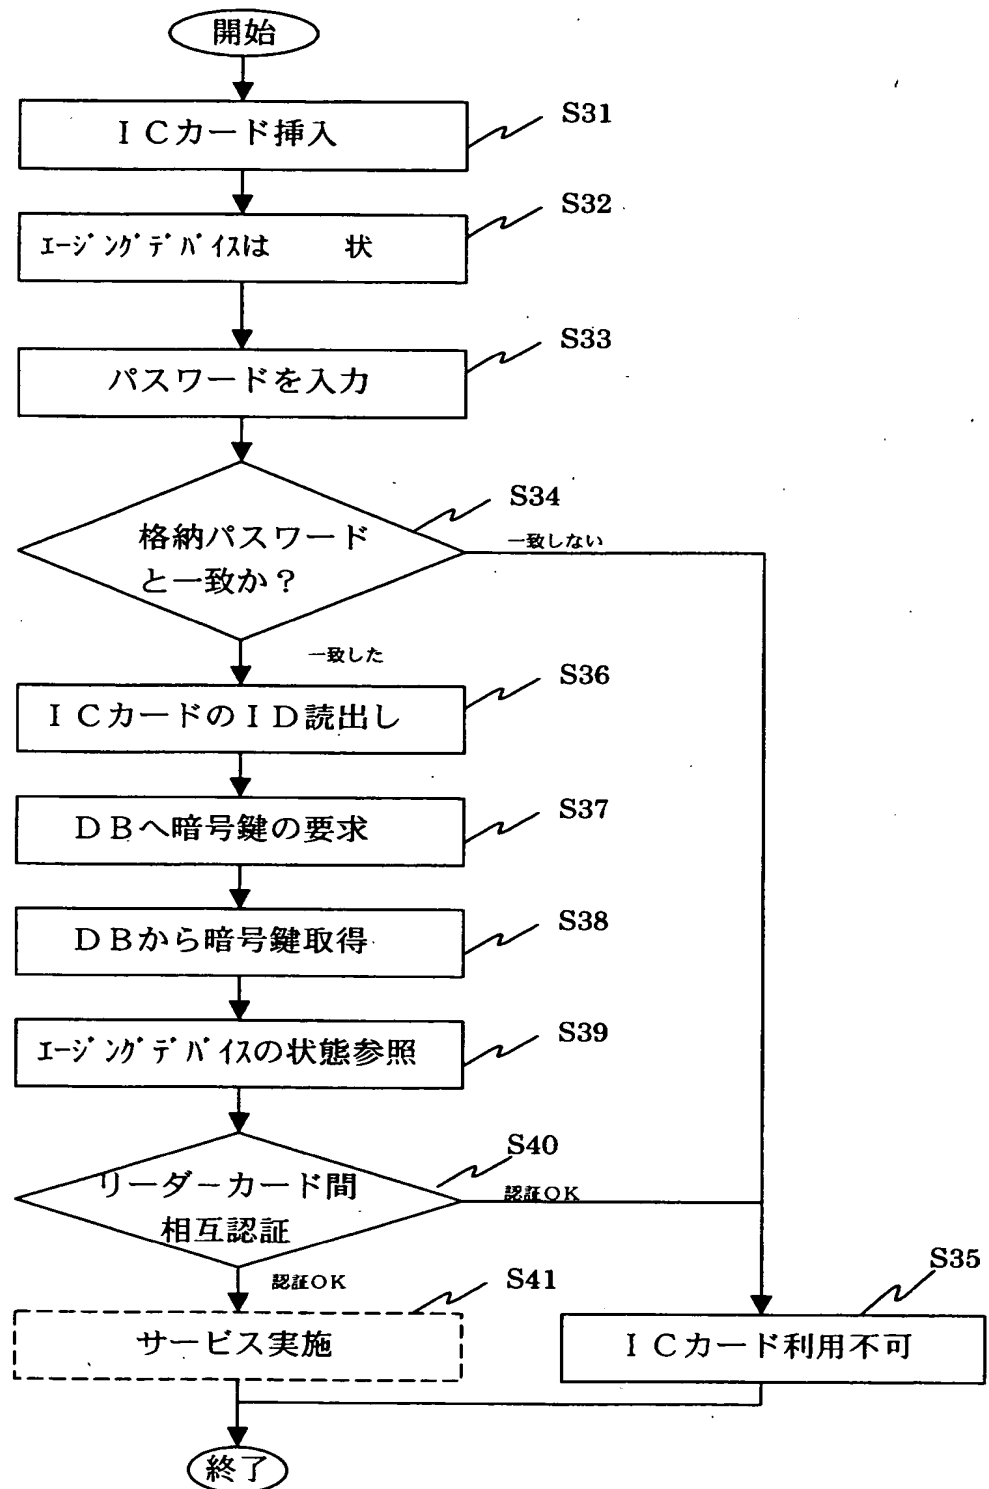 開始
ICカード挿入
S31
エージングデバイスは　　状
S32
パスワードを入力
S33
格納パスワード
と一致か？
S34
一致しない
一致した
ICカードのID読出し
S36
DBへ暗号鍵の要求
S37
DBから暗号鍵取得
S38
エージングデバイスの状態参照
S39
リーダ－カード間
相互認証
S40
認証OK
認証OK
サービス実施
S41
ICカード利用不可
S35
終了